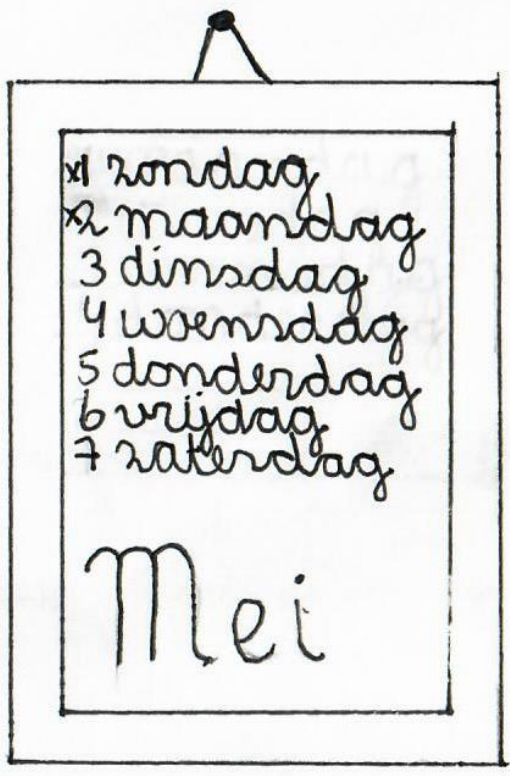 x1 zondag
x2 maandag
3 dinsdag
4 woensdag
5 donderdag
6 vrijdag
7 zaterdag
Mei